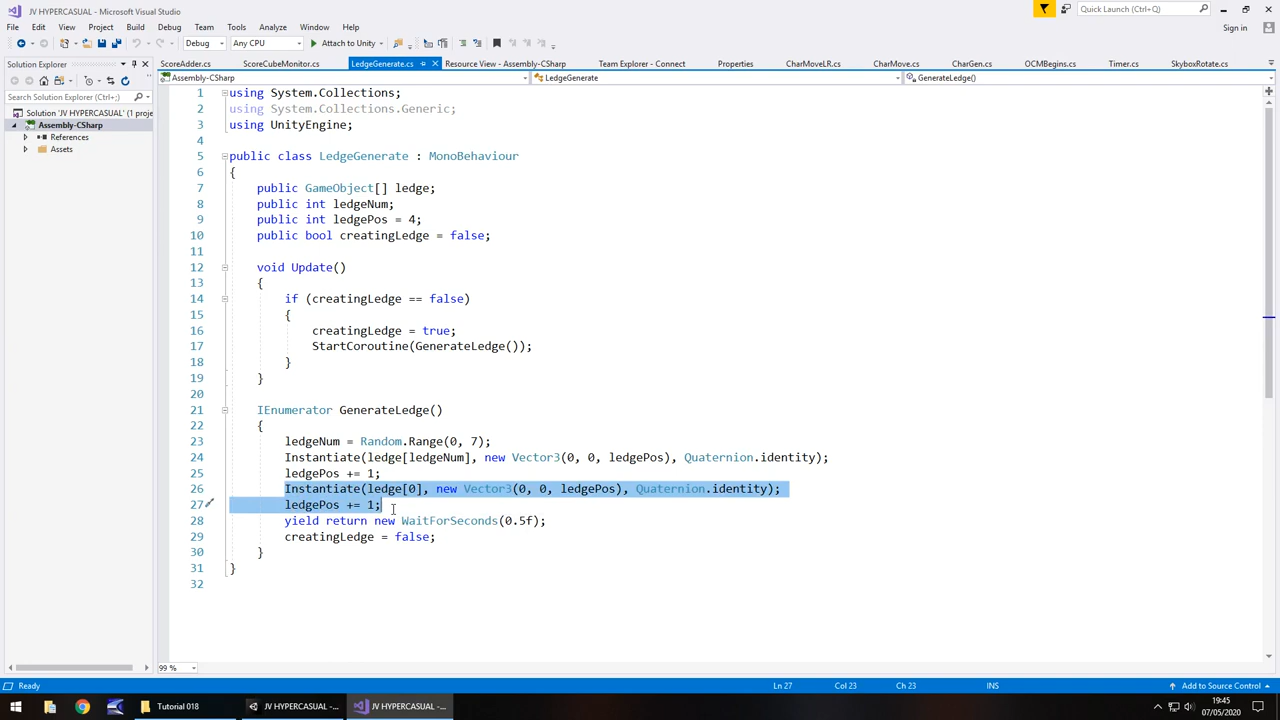 JV HYPERCASUAL - Microsoft Visual Studio
Quick Launch (Ctrl+Q)
File Edit View Project Build Debug Team Tools Analyze Window Help
Sign in
Debug Any CPU Attach to Unity
Solution Explorer
ScoreAdder.cs ScoreCubeMonitor.cs LedgeGenerate.cs Resource View - Assembly-CSharp Team Explorer - Connect Properties CharMoveLR.cs CharMove.cs CharGen.cs OCMBegins.cs Timer.cs SkyboxRotate.cs
Assembly-CSharp LedgeGenerate GenerateLedge()
Search Solution Explorer (Ctrl+;)
Solution 'JV HYPERCASUAL' (1 proje
Assembly-CSharp
References
Assets
1 using System.Collections;
2 using System.Collections.Generic;
3 using UnityEngine;
4
5 public class LedgeGenerate : MonoBehaviour
6 {
7 public GameObject[] ledge;
8 public int ledgeNum;
9 public int ledgePos = 4;
10 public bool creatingLedge = false;
11
12 void Update()
13 {
14 if (creatingLedge == false)
15 {
16 creatingLedge = true;
17 StartCoroutine(GenerateLedge());
18 }
19 }
20
21 IEnumerator GenerateLedge()
22 {
23 ledgeNum = Random.Range(0, 7);
24 Instantiate(ledge[ledgeNum], new Vector3(0, 0, ledgePos), Quaternion.identity);
25 ledgePos += 1;
26 Instantiate(ledge[0], new Vector3(0, 0, ledgePos), Quaternion.identity);
27 ledgePos += 1;
28 yield return new WaitForSeconds(0.5f);
29 creatingLedge = false;
30 }
31 }
32
99 %
Ready Ln 27 Col 23 Ch 23 INS Add to Source Control
Tutorial 018 JV HYPERCASUAL -... JV HYPERCASUAL -...
19:45
07/05/2020